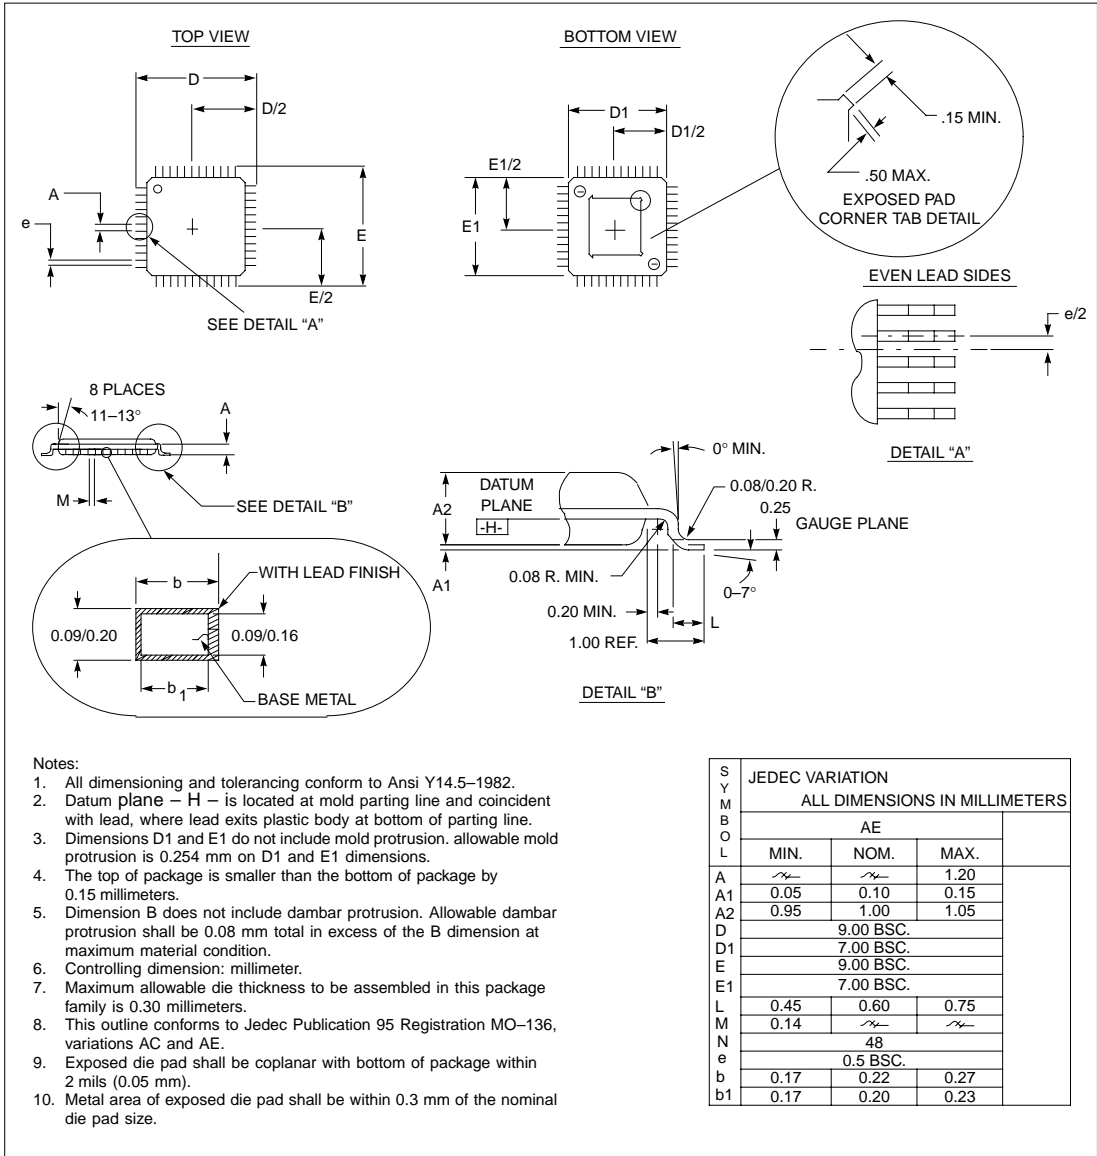 TOP VIEW
D
D/2
A
e
E
E/2
SEE DETAIL “A”
BOTTOM VIEW
D1
D1/2
E1/2
E1
.15 MIN.
.50 MAX.
EXPOSED PAD
CORNER TAB DETAIL
EVEN LEAD SIDES
e/2
DETAIL “A”
8 PLACES
11–13°
A
M
SEE DETAIL “B”
b
WITH LEAD FINISH
0.09/0.20
0.09/0.16
b1
BASE METAL
0° MIN.
DATUM
PLANE
-H-
A2
A1
0.08/0.20 R.
0.25
GAUGE PLANE
0.08 R. MIN.
0–7°
0.20 MIN.
L
1.00 REF.
DETAIL “B”
Notes:
1. All dimensioning and tolerancing conform to Ansi Y14.5–1982.
2. Datum plane – H – is located at mold parting line and coincident
with lead, where lead exits plastic body at bottom of parting line.
3. Dimensions D1 and E1 do not include mold protrusion. allowable mold
protrusion is 0.254 mm on D1 and E1 dimensions.
4. The top of package is smaller than the bottom of package by
0.15 millimeters.
5. Dimension B does not include dambar protrusion. Allowable dambar
protrusion shall be 0.08 mm total in excess of the B dimension at
maximum material condition.
6. Controlling dimension: millimeter.
7. Maximum allowable die thickness to be assembled in this package
family is 0.30 millimeters.
8. This outline conforms to Jedec Publication 95 Registration MO–136,
variations AC and AE.
9. Exposed die pad shall be coplanar with bottom of package within
2 mils (0.05 mm).
10. Metal area of exposed die pad shall be within 0.3 mm of the nominal
die pad size.
SYMBOL
JEDEC VARIATION
ALL DIMENSIONS IN MILLIMETERS
AE
MIN. NOM. MAX.
A 1.20
A1 0.05 0.10 0.15
A2 0.95 1.00 1.05
D 9.00 BSC.
D1 7.00 BSC.
E 9.00 BSC.
E1 7.00 BSC.
L 0.45 0.60 0.75
M 0.14
N 48
e 0.5 BSC.
b 0.17 0.22 0.27
b1 0.17 0.20 0.23